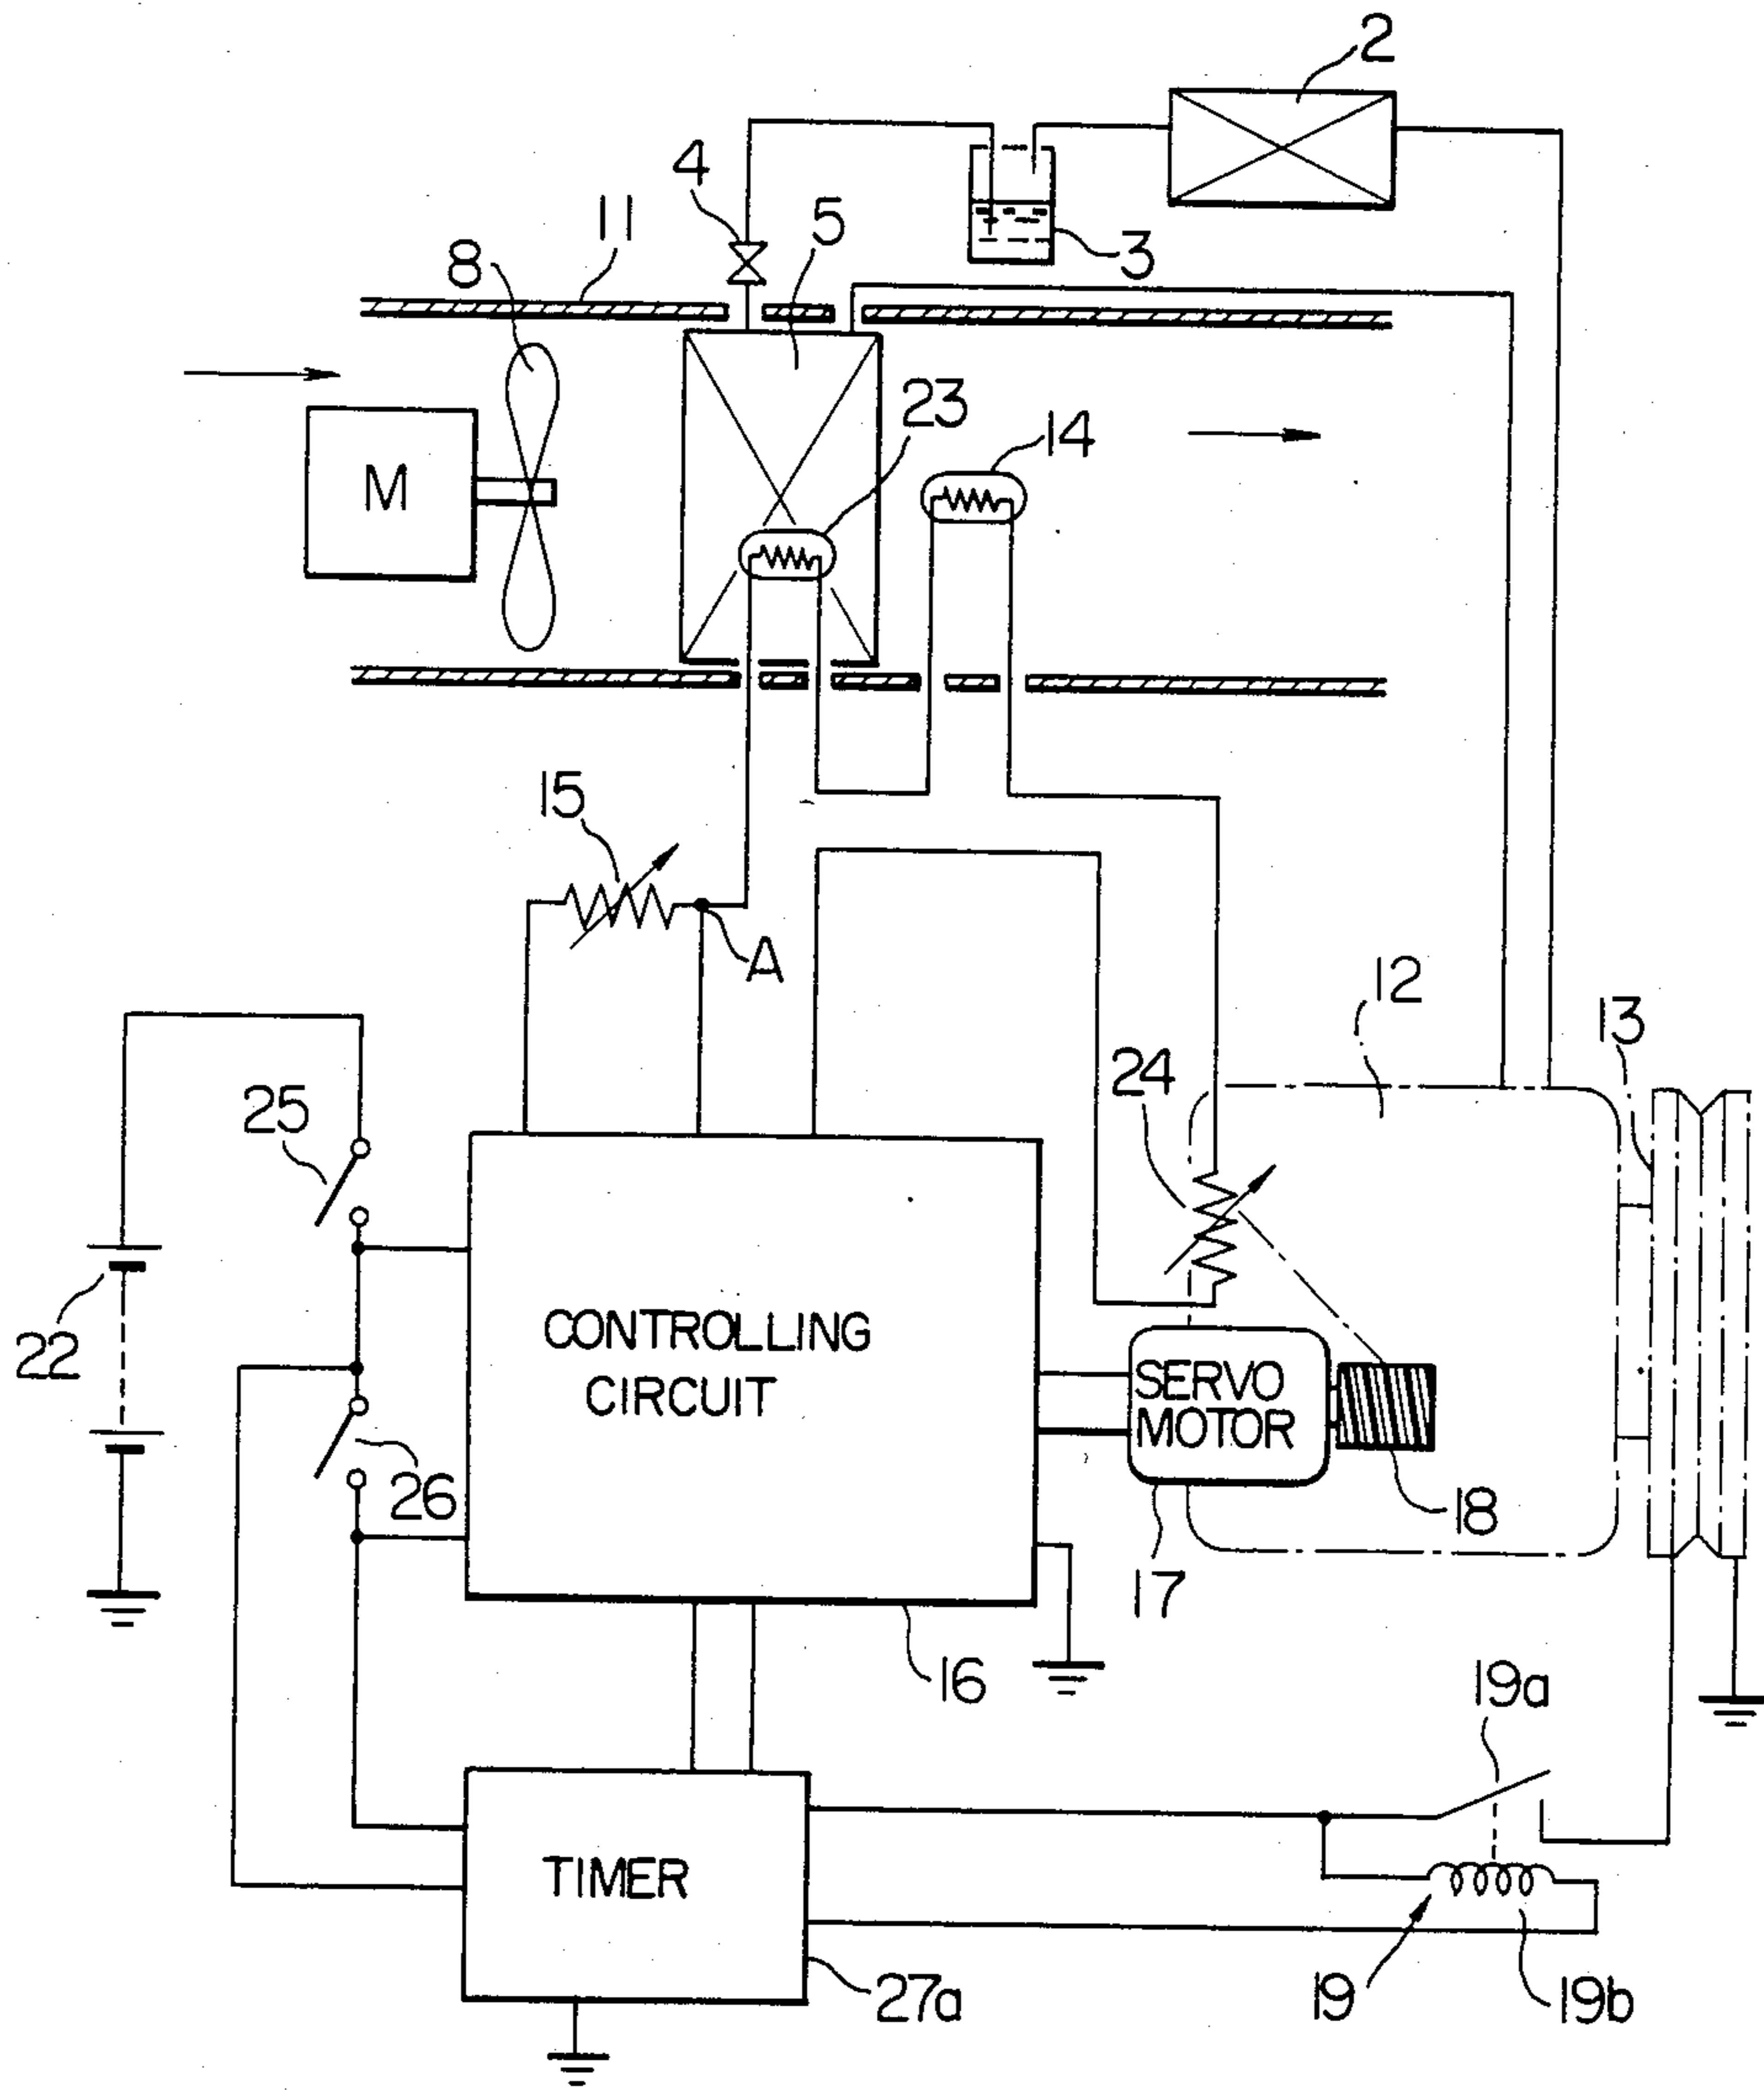 2
4
11
5
8
3
23
14
M
15
A
12
13
24
25
CONTROLLING
CIRCUIT
22
SERVO
MOTOR
26
18
17
16
19a
TIMER
27a
19
19b